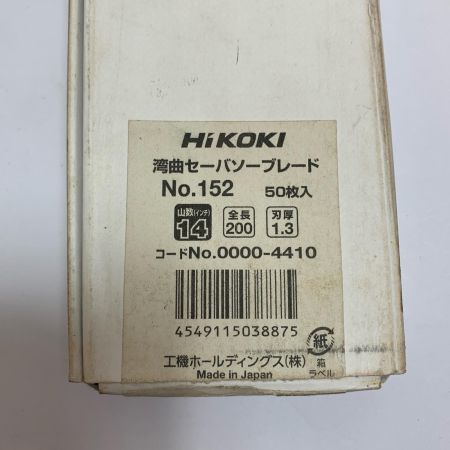 HiKOKI
湾曲セーバソーブレード
No.152 50枚入
山数(インチ) 14 全長 200 刃厚 1.3
コードNo.0000-4410
4549115038875
紙
箱
ラベル
工機ホールディングス(株)
Made in Japan